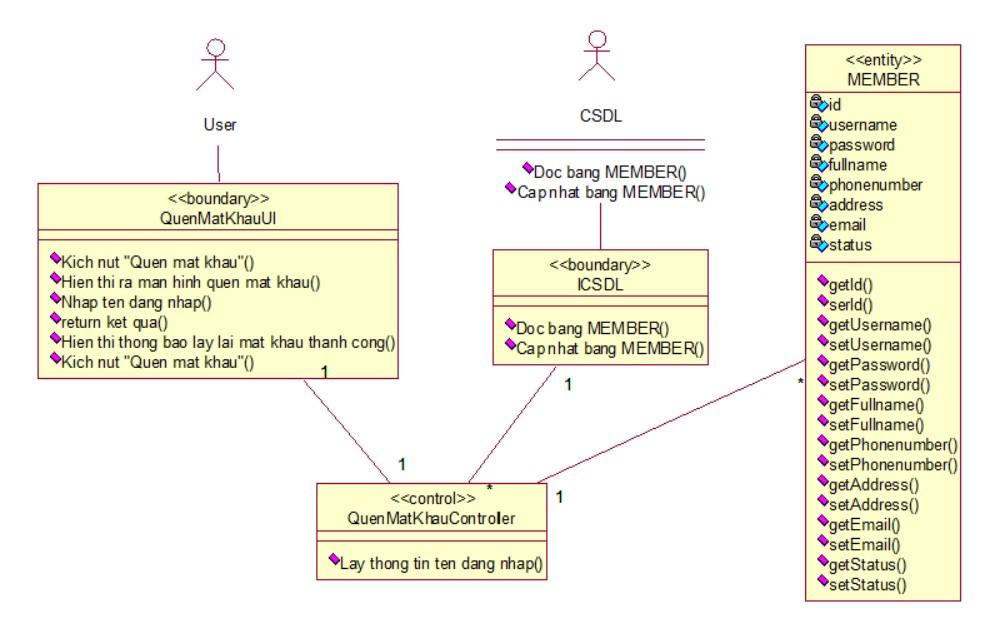 User
<<boundary>>
QuenMatKhauUI
Kich nut "Quen mat khau"()
Hien thi ra man hinh quen mat khau()
Nhap ten dang nhap()
return ket qua()
Hien thi thong bao lay lai mat khau thanh cong()
Kich nut "Quen mat khau"()
1
1
CSDL
Doc bang MEMBER()
Cap nhat bang MEMBER()
<<boundary>>
ICSDL
Doc bang MEMBER()
Cap nhat bang MEMBER()
1
*
<<control>>
QuenMatKhauControler
Lay thong tin ten dang nhap()
1
*
<<entity>>
MEMBER
id
username
password
fullname
phonenumber
address
email
status
getId()
serId()
getUsername()
setUsername()
getPassword()
setPassword()
getFullname()
setFullname()
getPhonenumber()
setPhonenumber()
getAddress()
setAddress()
getEmail()
setEmail()
getStatus()
setStatus()